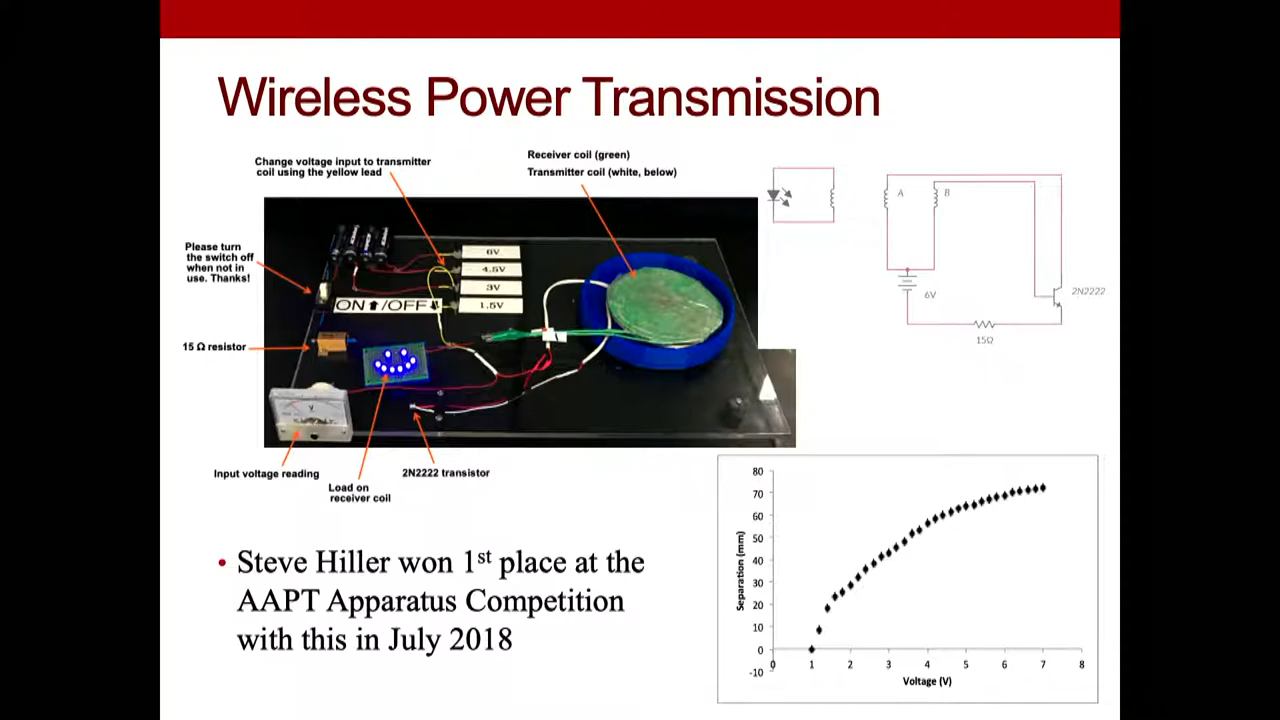 Wireless Power Transmission
Change voltage input to transmitter
coil using the yellow lead
Receiver coil (green)
Transmitter coil (white, below)
Please turn
the switch off
when not in
use. Thanks!
6V
4.5V
3V
1.5V
ON⬆/OFF⬇
15 Ω resistor
V
1
Input voltage reading
Load on
receiver coil
2N2222 transistor
A
B
6V
2N2222
15Ω
• Steve Hiller won 1st place at the
AAPT Apparatus Competition
with this in July 2018
Separation (mm)
80
70
60
50
40
30
20
10
0
-10
0 1 2 3 4 5 6 7 8
Voltage (V)